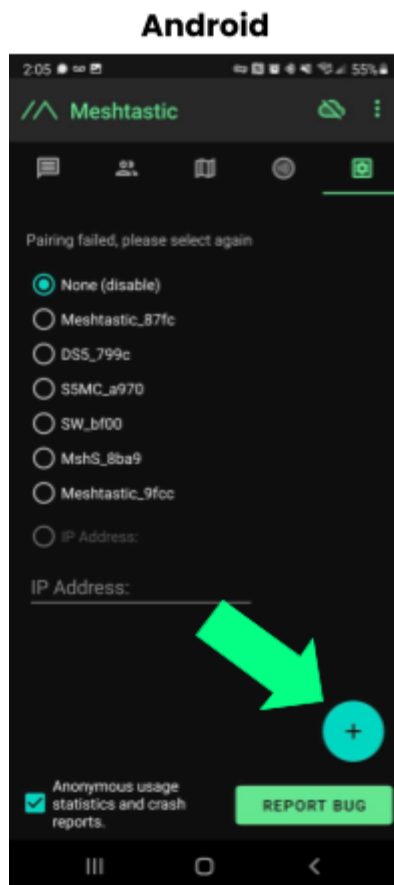 Android
2:05 55%
Meshtastic
Pairing failed, please select again
None (disable)
Meshtastic_87fc
DS5_799c
S5MC_a970
SW_bf00
MshS_8ba9
Meshtastic_9fcc
IP Address:
IP Address:
+
Anonymous usage
statistics and crash
reports.
REPORT BUG